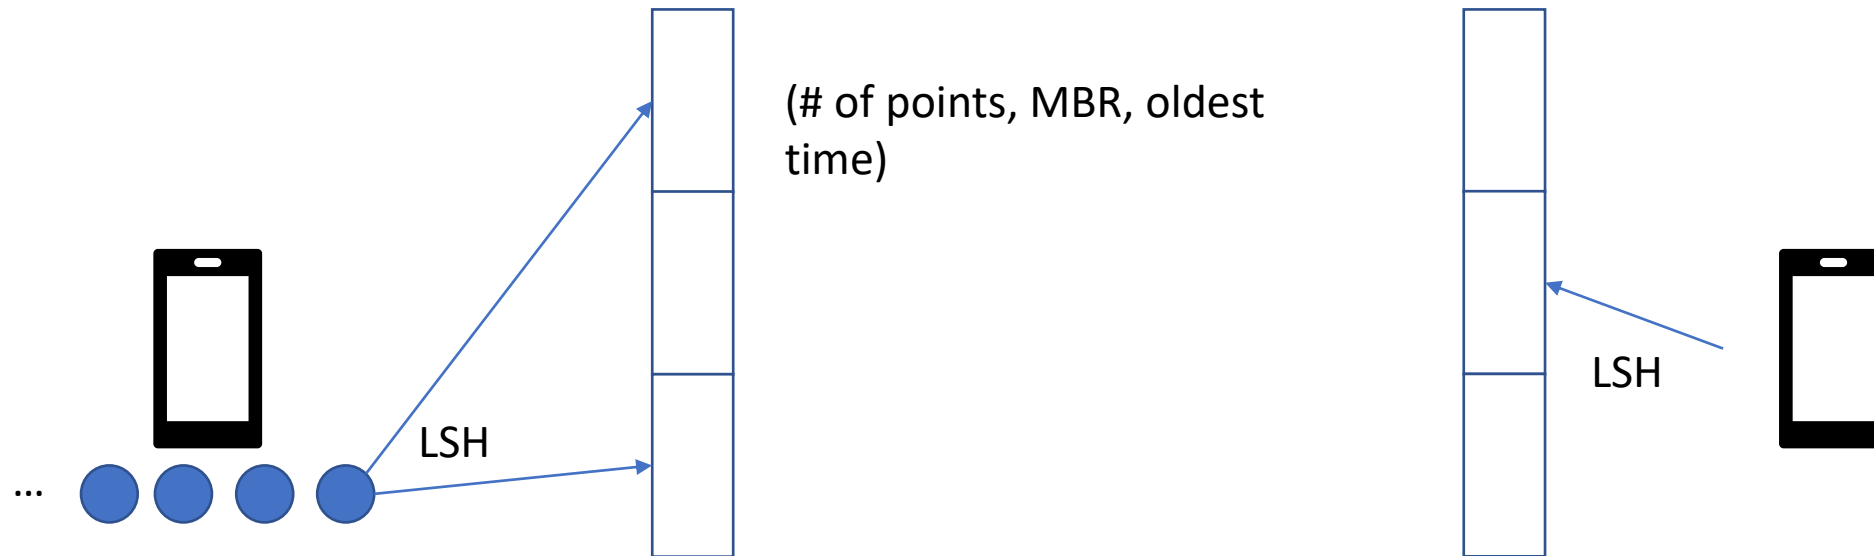 (# of points, MBR, oldest
time)
LSH
LSH
...